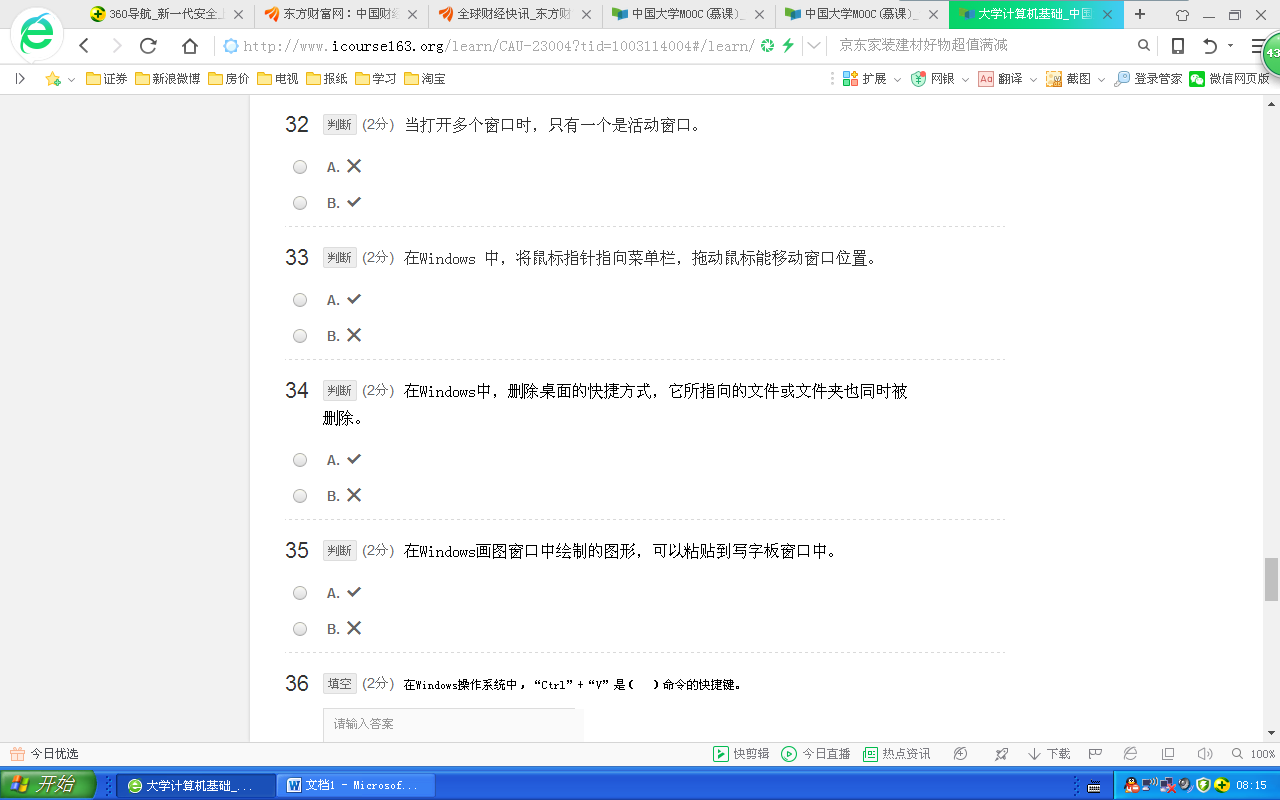 360导航_新一代安全上
东方财富网：中国财经
全球财经快讯_东方财
中国大学MOOC(慕课)_
中国大学MOOC(慕课)_
大学计算机基础_中国
http://www.icourse163.org/learn/CAU-23004?tid=1003114004#/learn/
京东家装建材好物超值满减
43
证券 新浪微博 房价 电视 报纸 学习 淘宝
扩展 网银 翻译 截图 登录管家 微信网页版
32 判断 (2分) 当打开多个窗口时，只有一个是活动窗口。
A.
B.
33 判断 (2分) 在Windows 中，将鼠标指针指向菜单栏，拖动鼠标能移动窗口位置。
A.
B.
34 判断 (2分) 在Windows中，删除桌面的快捷方式，它所指向的文件或文件夹也同时被
删除。
A.
B.
35 判断 (2分) 在Windows画图窗口中绘制的图形，可以粘贴到写字板窗口中。
A.
B.
36 填空 (2分) 在Windows操作系统中，“Ctrl”+“V”是（ ）命令的快捷键。
请输入答案
今日优选 快剪辑 今日直播 热点资讯 下载 100%
开始 大学计算机基础_... 文档1 - Microsof... 08:15